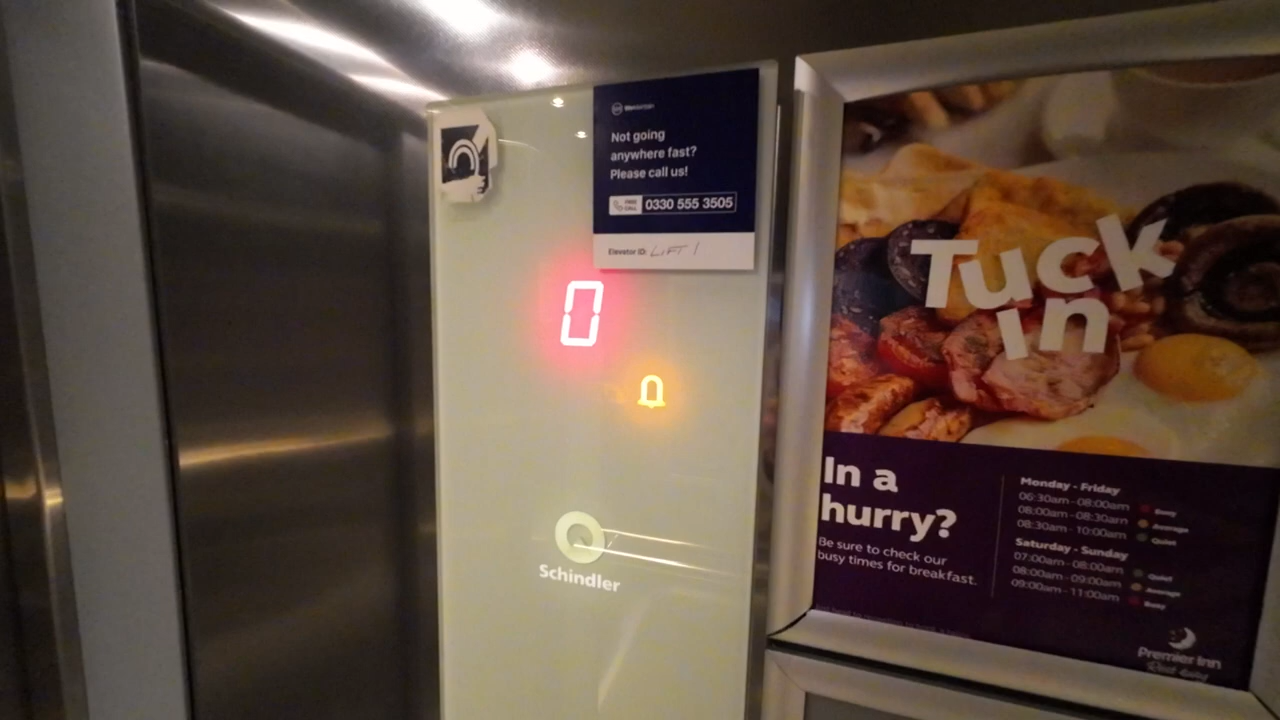 Not going
anywhere fast?
Please call us!
FREE
CALL
0330 555 3505
Elevator ID: LIFT 1
0
Schindler
Tuck
in
In a
hurry?
Be sure to check our
busy times for breakfast.
Monday - Friday
06:30am - 08:00am Busy
08:00am - 08:30am Average
08:30am - 10:00am Quiet
Saturday - Sunday
07:00am - 08:00am Quiet
08:00am - 09:00am Average
09:00am - 11:00am Busy
Premier Inn
Rest easy